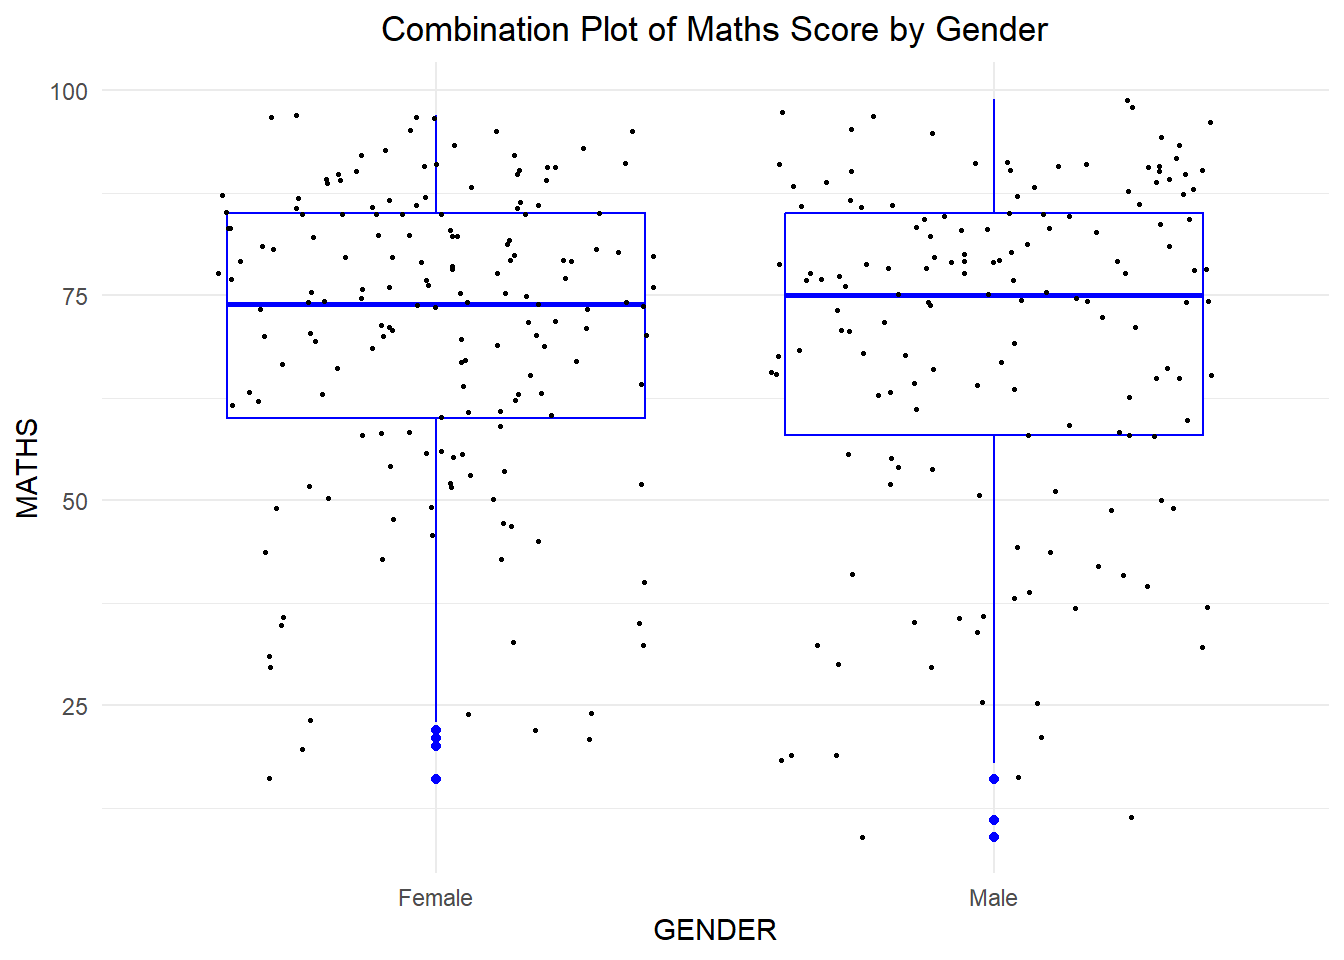 Combination Plot of Maths Score by Gender
100
75
50
25
MATHS
Female
Male
GENDER